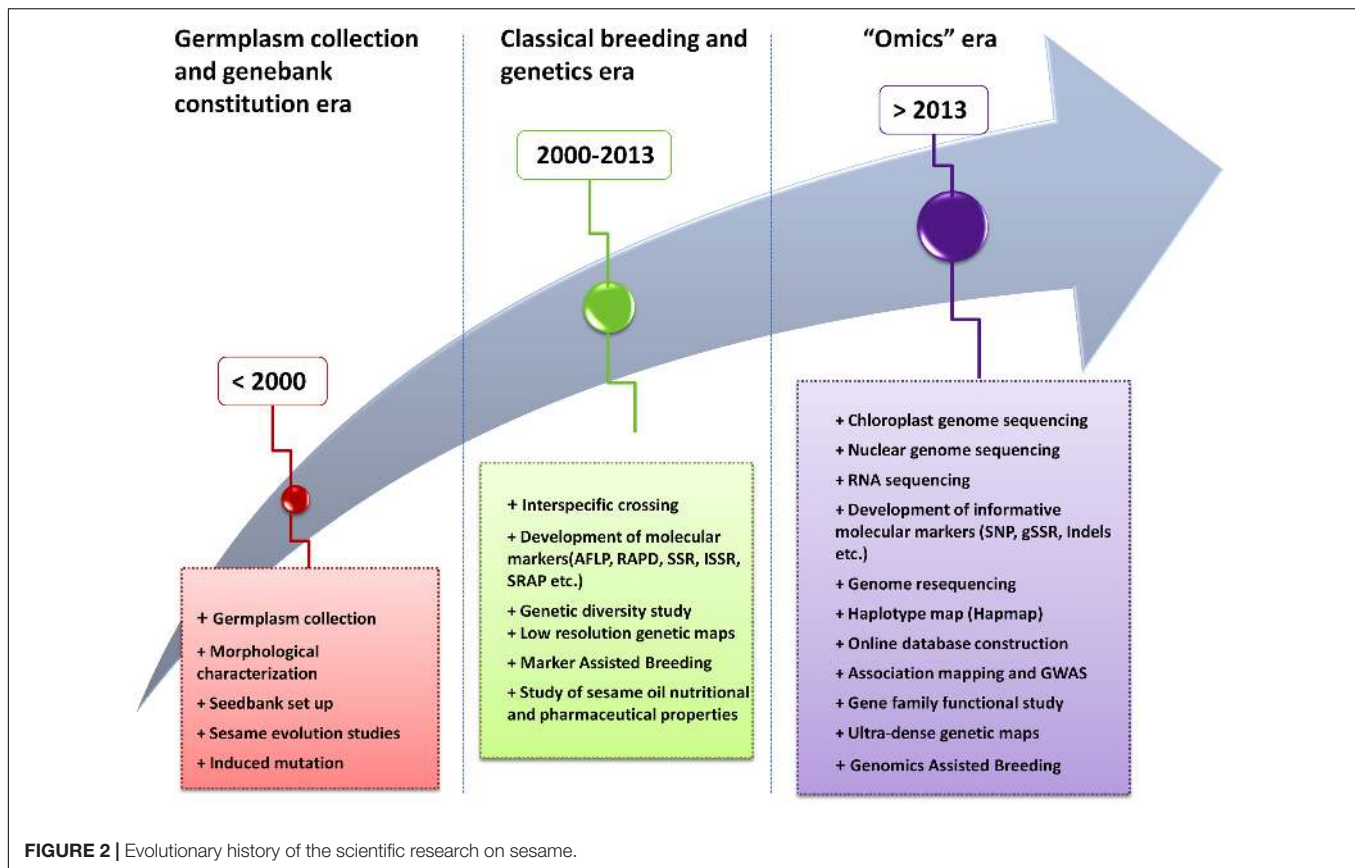 Germplasm collection
and genebank
constitution era
Classical breeding and
genetics era
“Omics” era
< 2000
2000-2013
> 2013
+ Germplasm collection
+ Morphological
characterization
+ Seedbank set up
+ Sesame evolution studies
+ Induced mutation
+ Interspecific crossing
+ Development of molecular
markers(AFLP, RAPD, SSR, ISSR,
SRAP etc.)
+ Genetic diversity study
+ Low resolution genetic maps
+ Marker Assisted Breeding
+ Study of sesame oil nutritional
and pharmaceutical properties
+ Chloroplast genome sequencing
+ Nuclear genome sequencing
+ RNA sequencing
+ Development of informative
molecular markers (SNP, gSSR, Indels
etc.)
+ Genome resequencing
+ Haplotype map (Hapmap)
+ Online database construction
+ Association mapping and GWAS
+ Gene family functional study
+ Ultra-dense genetic maps
+ Genomics Assisted Breeding
FIGURE 2 | Evolutionary history of the scientific research on sesame.